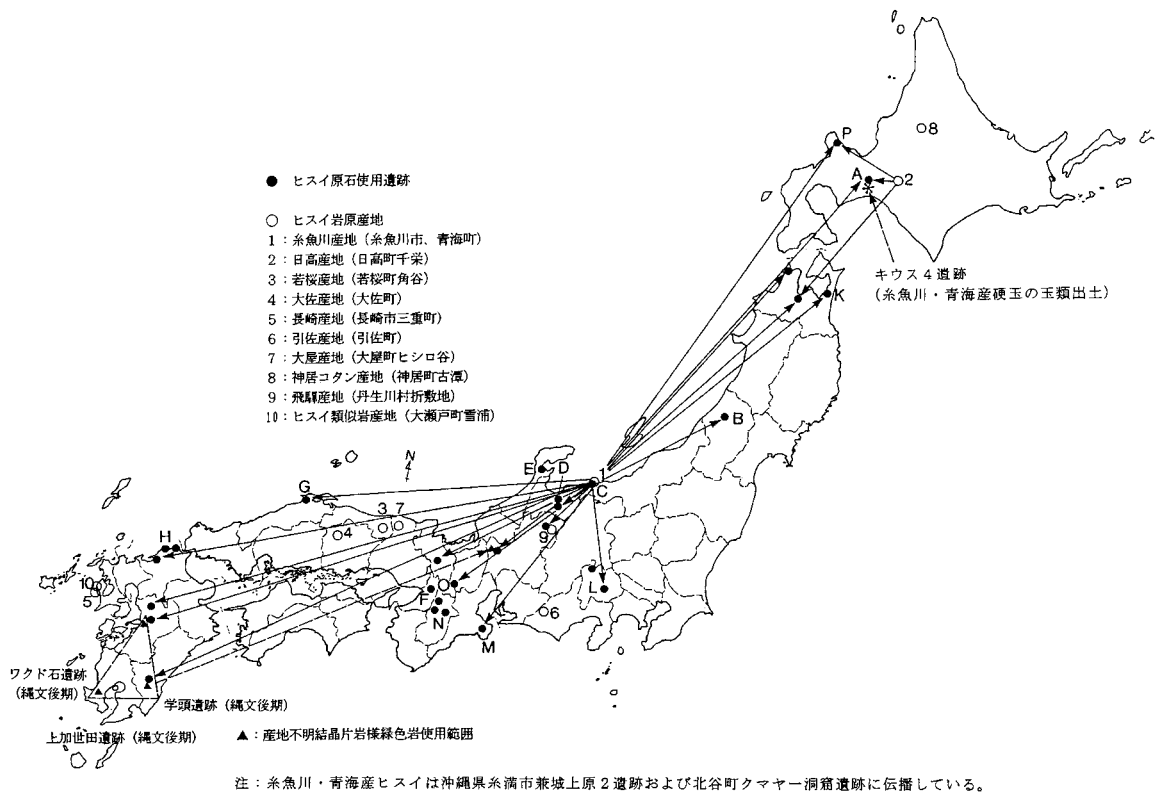 ● ヒスイ原石使用遺跡
○ ヒスイ岩原産地
1：糸魚川産地（糸魚川市、青海町）
2：日高産地（日高町千栄）
3：若桜産地（若桜町角谷）
4：大佐産地（大佐町）
5：長崎産地（長崎市三重町）
6：引佐産地（引佐町）
7：大屋産地（大屋町ヒシロ谷）
8：神居コタン産地（神居町古潭）
9：飛驒産地（丹生川村折敷地）
10：ヒスイ類似岩産地（大瀬戸町雪浦）
P
8
A
2
キウス4遺跡
（糸魚川・青海産硬玉の玉類出土）
K
B
N
E
D
1
C
G
3
7
4
9
H
10
5
O
F
N
L
6
M
ワクド石遺跡
（縄文後期）
学頭遺跡（縄文後期）
上加世田遺跡（縄文後期）
▲：産地不明結晶片岩様緑色岩使用範囲
注：糸魚川・青海産ヒスイは沖縄県糸満市兼城上原2遺跡および北谷町クマヤー洞窟遺跡に伝播している。